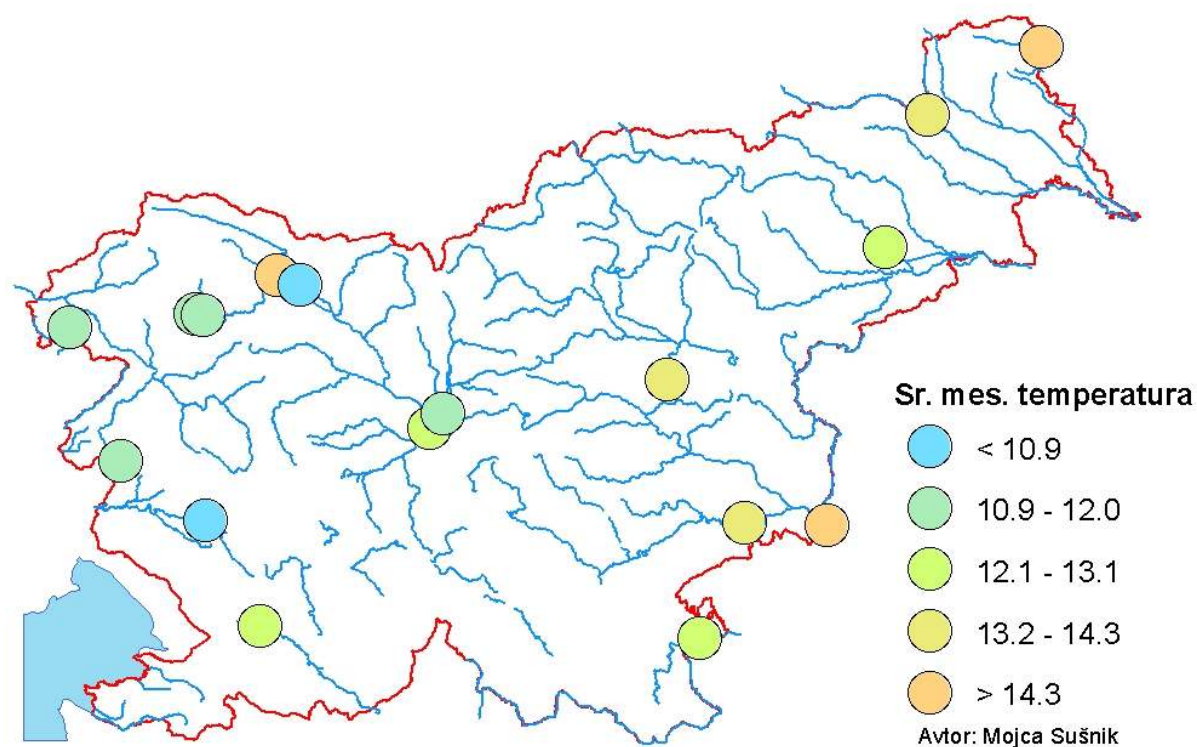 Sr. mes. temperatura
< 10.9
10.9 - 12.0
12.1 - 13.1
13.2 - 14.3
> 14.3
Avtor: Mojca Sušnik